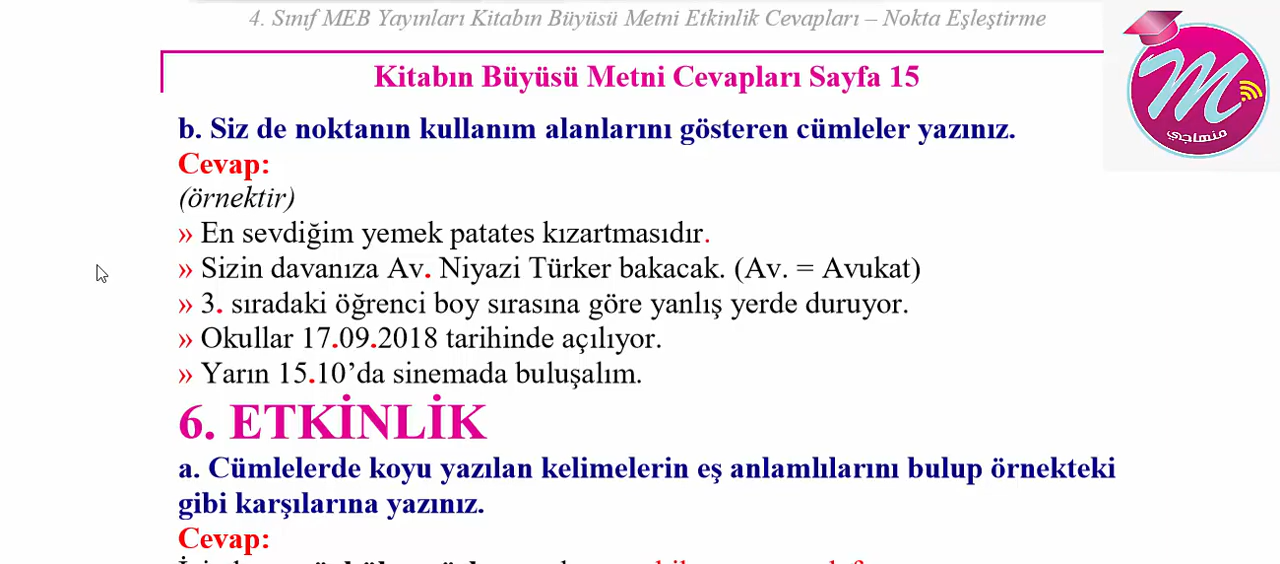 4. Sınıf MEB Yayınları Kitabın Büyüsü Metni Etkinlik Cevapları – Nokta Eşleştirme
Kitabın Büyüsü Metni Cevapları Sayfa 15
منهاجي
b. Siz de noktanın kullanım alanlarını gösteren cümleler yazınız.
Cevap:
(örnektir)
» En sevdiğim yemek patates kızartmasıdır.
» Sizin davanıza Av. Niyazi Türker bakacak. (Av. = Avukat)
» 3. sıradaki öğrenci boy sırasına göre yanlış yerde duruyor.
» Okullar 17.09.2018 tarihinde açılıyor.
» Yarın 15.10’da sinemada buluşalım.
6. ETKİNLİK
a. Cümlelerde koyu yazılan kelimelerin eş anlamlılarını bulup örnekteki
gibi karşılarına yazınız.
Cevap: